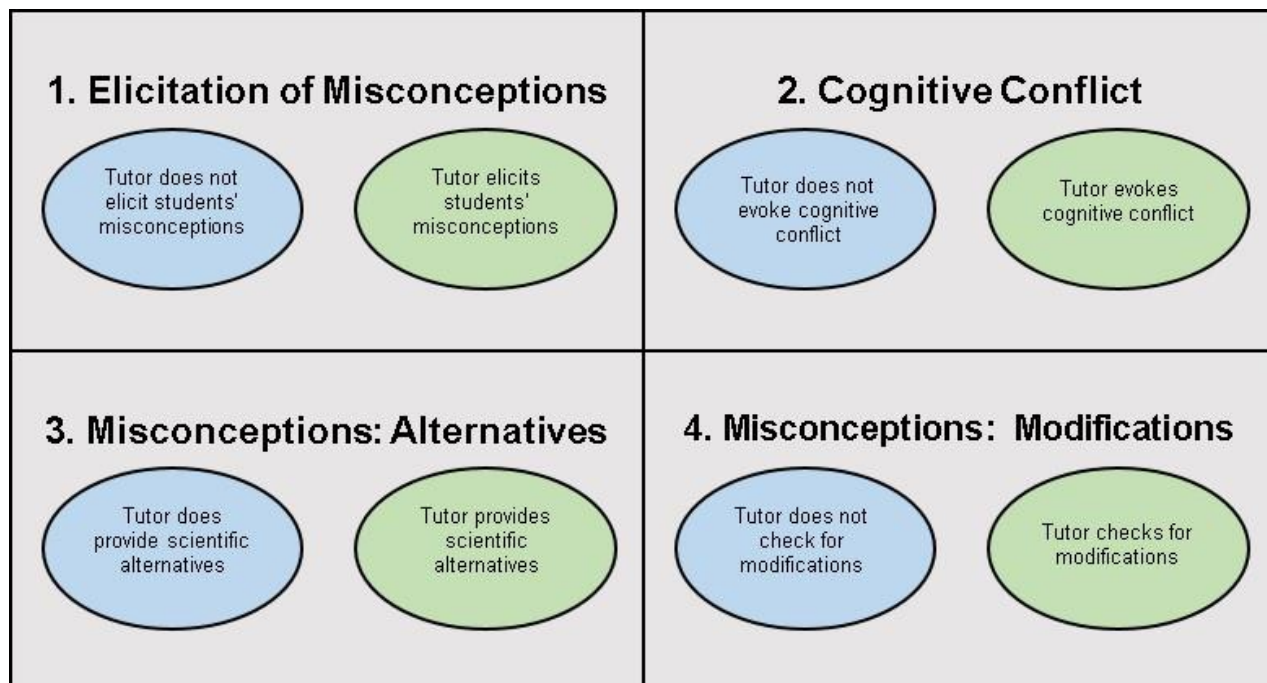 1. Elicitation of Misconceptions
Tutor does not
elicit students'
misconceptions
Tutor elicits
students'
misconceptions
2. Cognitive Conflict
Tutor does not
evoke cognitive
conflict
Tutor evokes
cognitive conflict
3. Misconceptions: Alternatives
Tutor does
provide scientific
alternatives
Tutor provides
scientific
alternatives
4. Misconceptions: Modifications
Tutor does not
check for
modifications
Tutor checks for
modifications